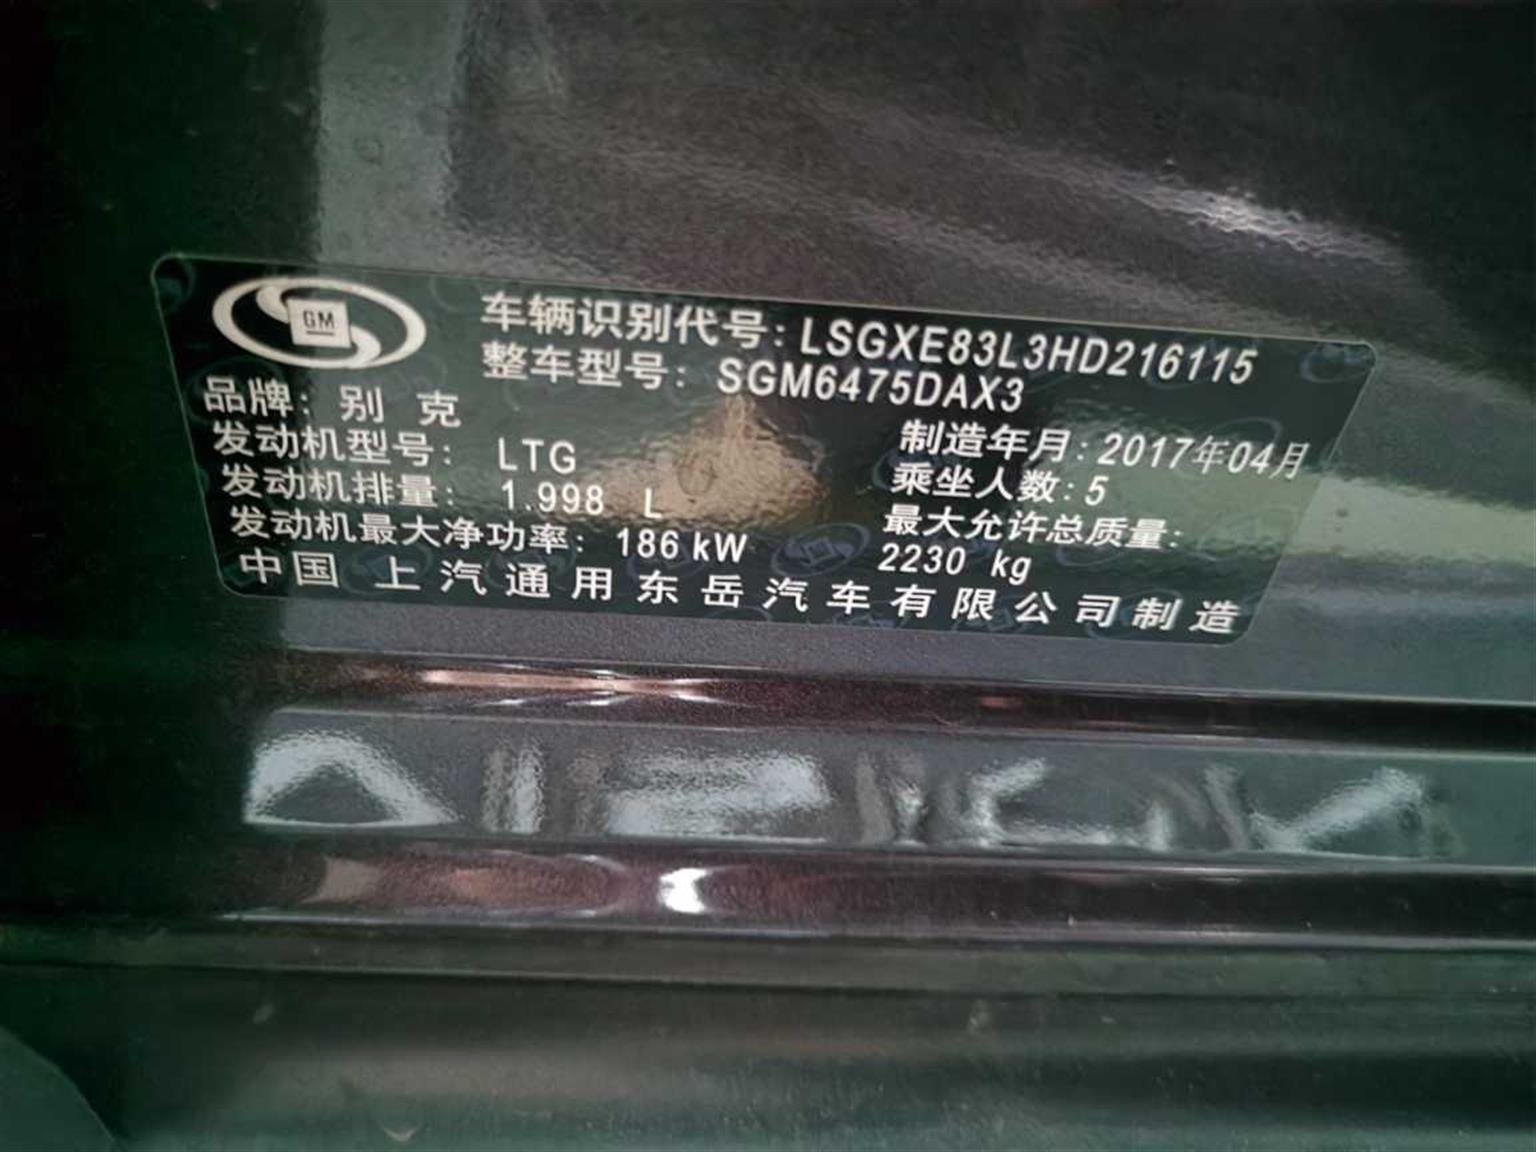 GM
车辆识别代号: LSGXE83L3HD216115
整车型号: SGM6475DAX3
品牌: 别 克
发动机型号: LTG
制造年月: 2017年04月
发动机排量: 1.998 L
乘坐人数: 5
发动机最大净功率: 186 kW
最大允许总质量:
2230 kg
中国 上汽通用东岳汽车有限公司制造